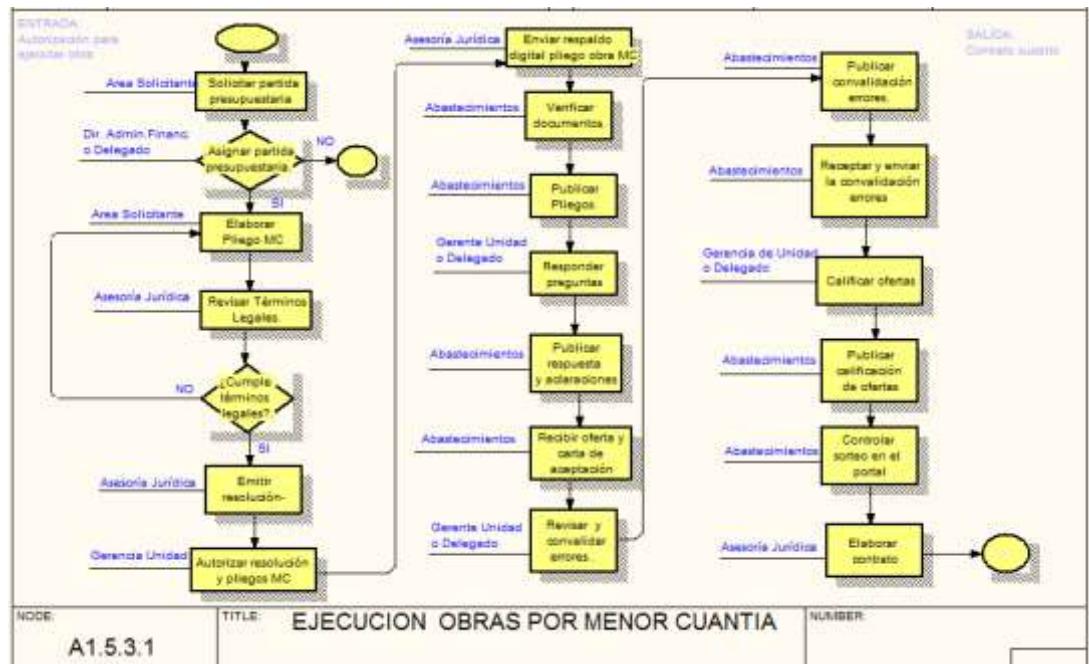 ENTRADA:
Autorización para
ejecutar obra
Area Solicitante
Solicitar partida
presupuestaria
Dir. Admin.Financ.
o Delegado
Asignar partida
presupuestaria.
NO
SI
Area Solicitante
Elaborar
Pliego MC
Asesoría Jurídica
Revisar Términos
Legales.
NO
¿Cumple
términos
legales?.
SI
Asesoría Jurídica
Emitir
resolución-
Gerencia Unidad
Autorizar resolución
y pliegos MC
Asesoría Jurídica
Enviar respaldo
digital pliego obra MC
Abastecimientos
Verificar
documentos
Abastecimientos
Publicar
Pliegos
Gerente Unidad
o Delegado
Responder
preguntas
Abastecimientos
Publicar
respuesta
y aclaraciones
Abastecimientos
Recibir oferta y
carta de
aceptación
Gerente Unidad
o Delegado
Revisar y
convalidar
errores..
Abastecimientos
Publicar
convalidación
errores.
Abastecimientos
Receptar y enviar
la convalidación
errores
Gerencia de Unidad
o Delegado
Calificar ofertas
Abastecimientos
Publicar
calificación
de ofertas
Abastecimientos
Controlar
sorteo en el
portal
Asesoría Jurídica
Elaborar
contrato
SALIDA:
Contrato suscrito
NODE:
A1.5.3.1
TITLE:
EJECUCION OBRAS POR MENOR CUANTIA
NUMBER: